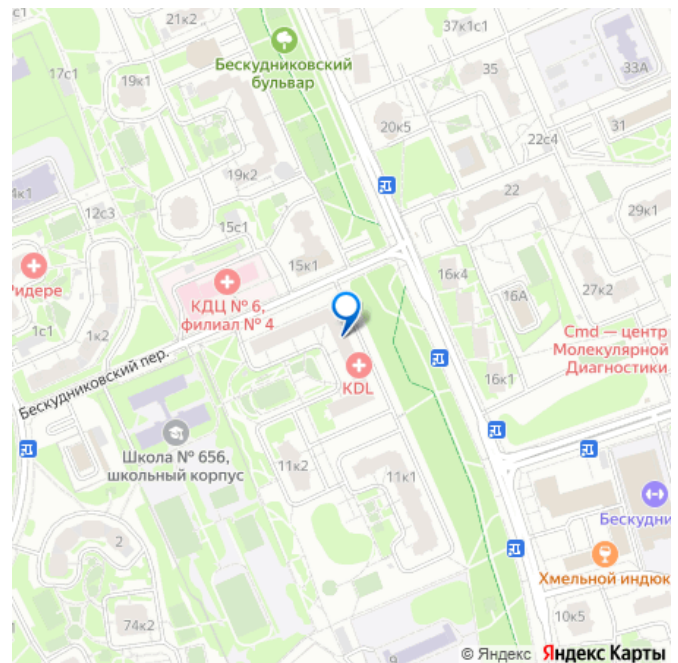 21к2
37к1с1
Бескудниковский
бульвар
17с1
19к1
35
33А
20к5
31
22с4
19к2
4к1
22
12с3
29к1
15с1
15к1
16к4
Ридере
КДЦ № 6,
филиал № 4
16А
27к2
1с1
1к2
Cmd — центр
Молекулярной
Диагностики
Бескудниковский пер.
KDL
16к1
Школа № 656,
школьный корпус
11к2
11к1
Бескудни
2
Хмельной индюк
74к2
10к5
9
© Яндекс Яндекс Карты